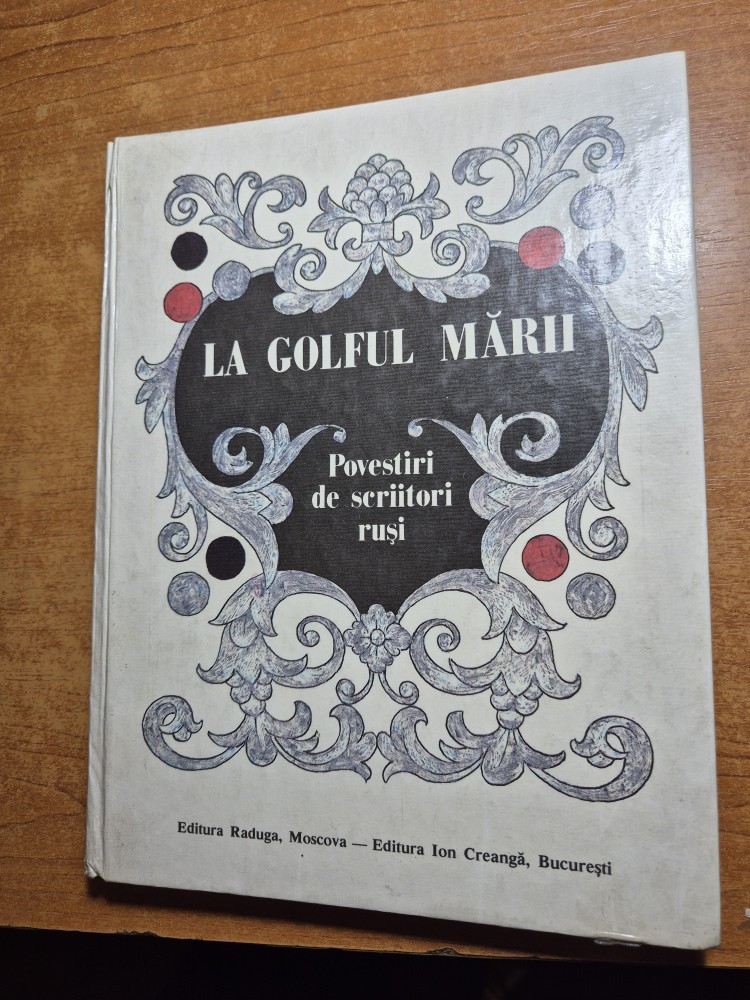 LA GOLFUL MĂRII
Povestiri
de scriitori
ruşi
Editura Raduga, Moscova — Editura Ion Creangă, Bucureşti